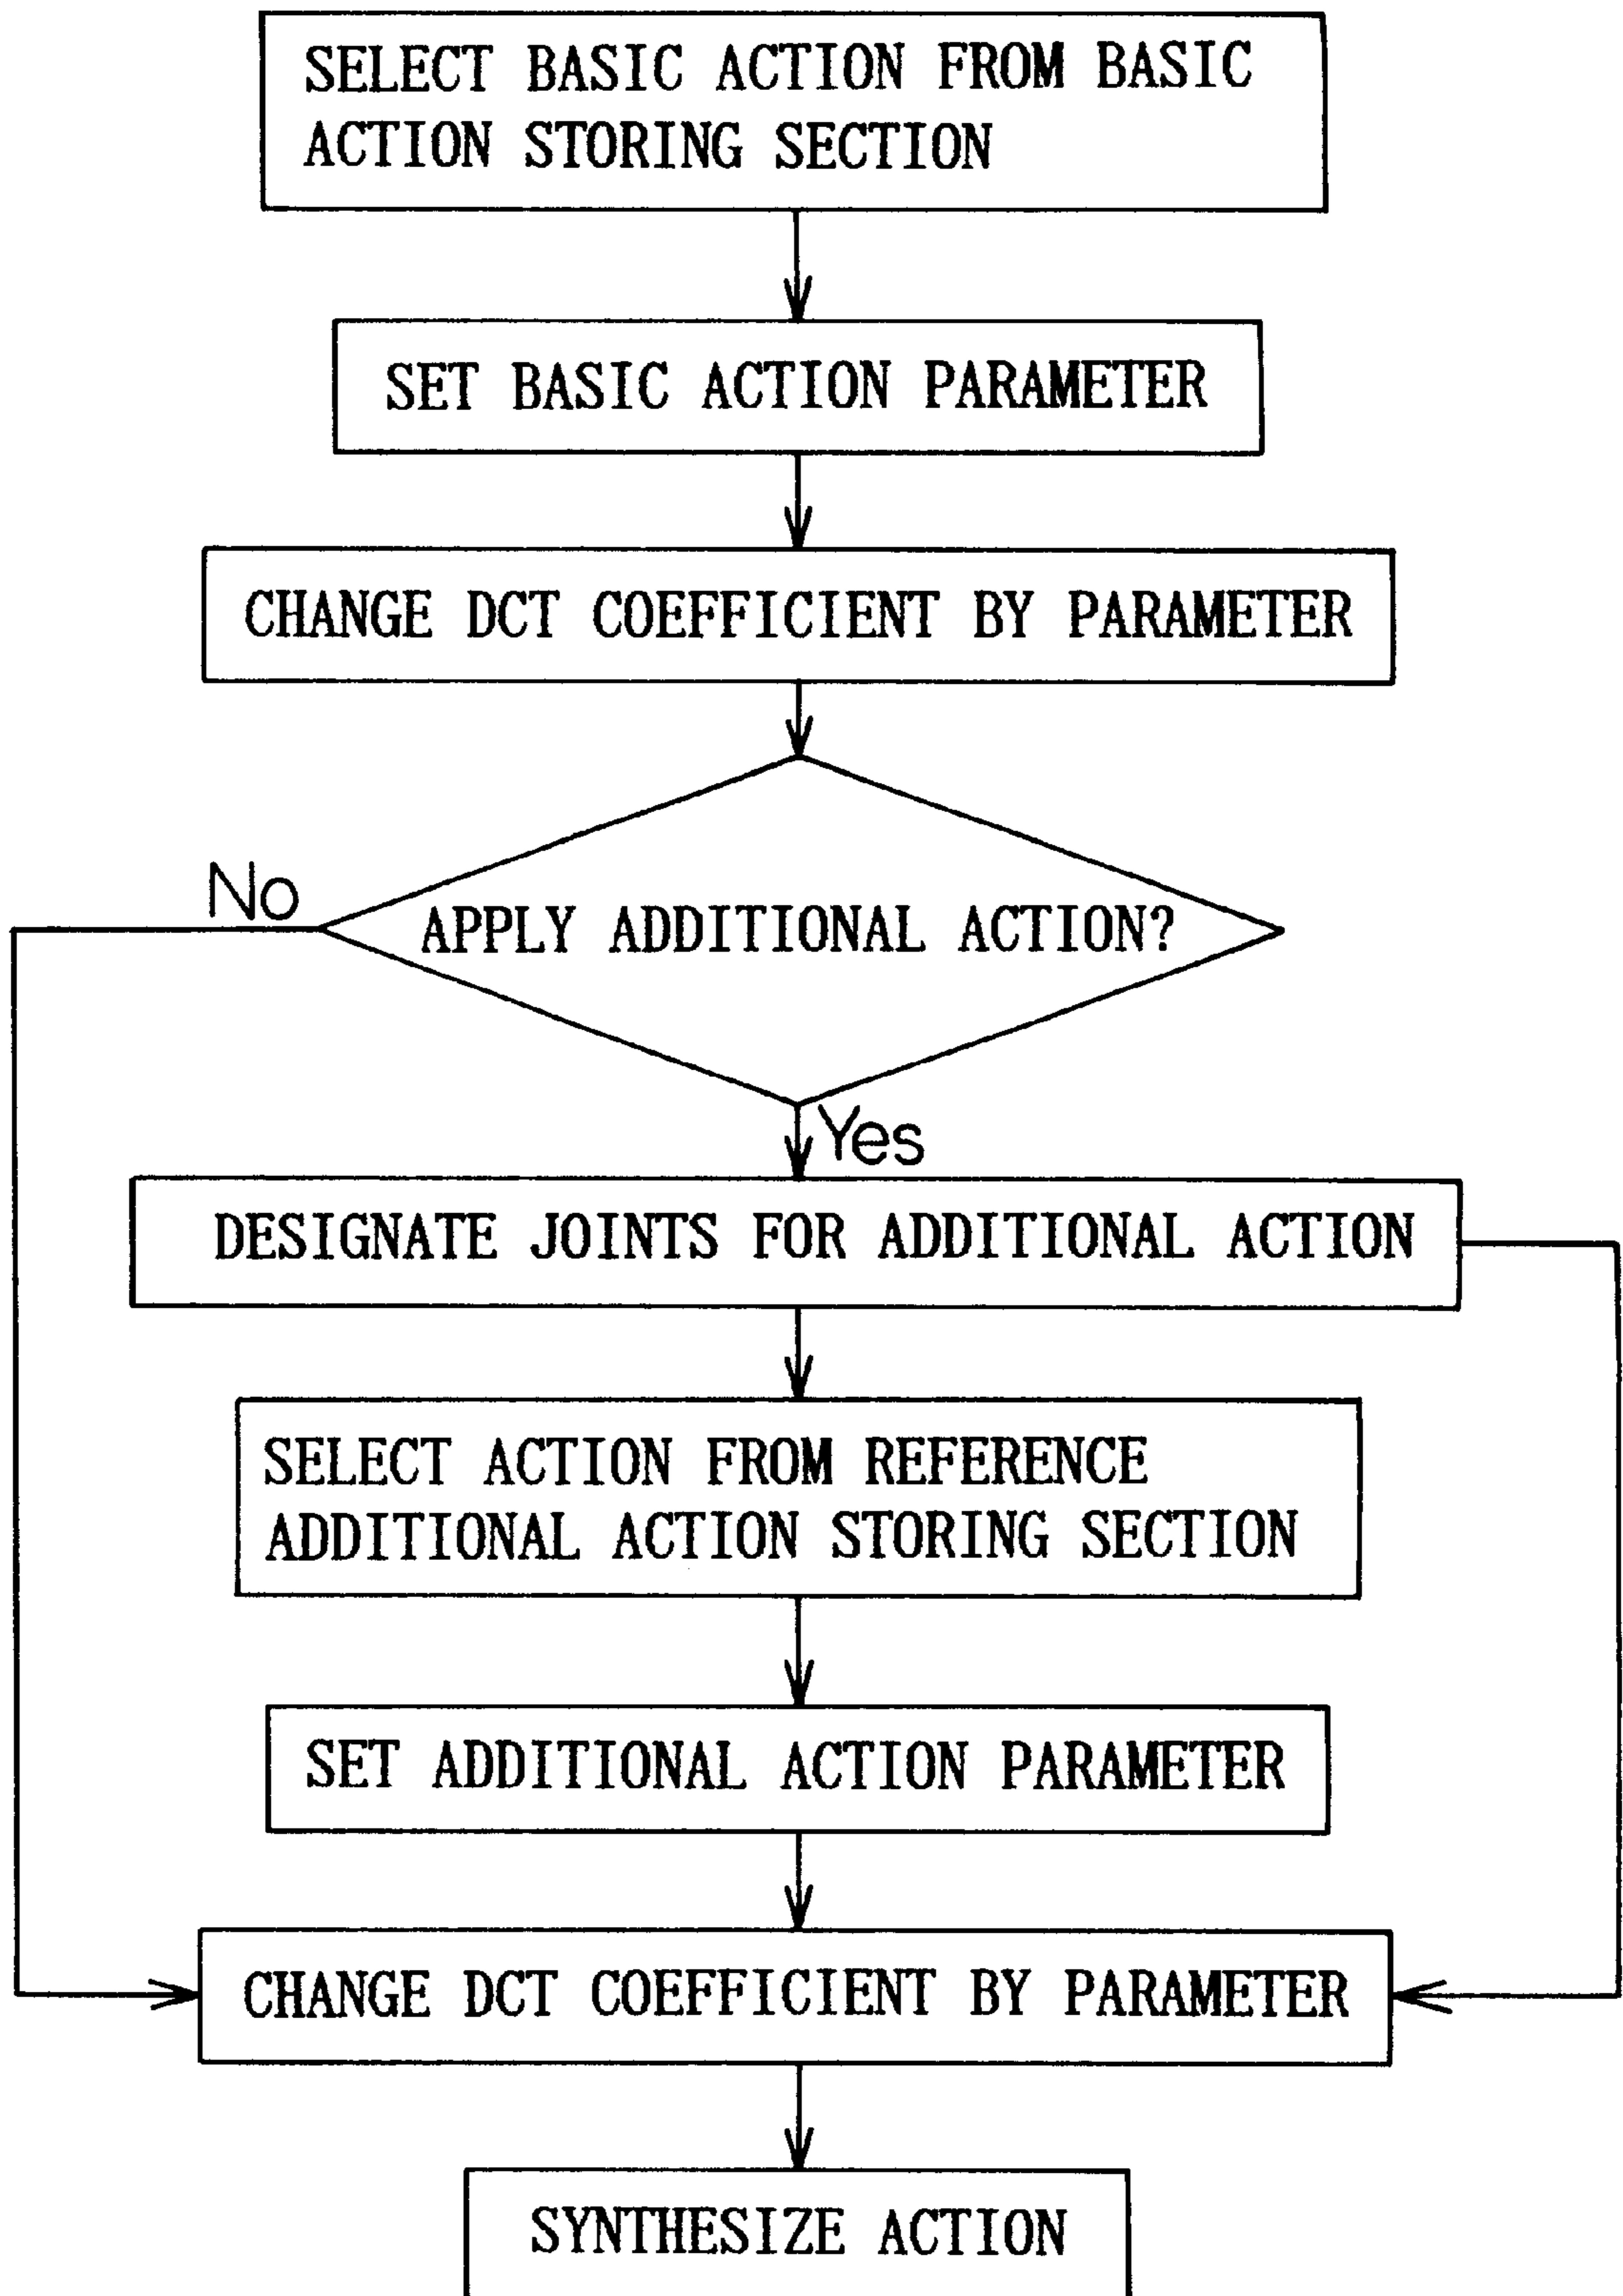 SELECT BASIC ACTION FROM BASIC
ACTION STORING SECTION
SET BASIC ACTION PARAMETER
CHANGE DCT COEFFICIENT BY PARAMETER
No
APPLY ADDITIONAL ACTION?
Yes
DESIGNATE JOINTS FOR ADDITIONAL ACTION
SELECT ACTION FROM REFERENCE
ADDITIONAL ACTION STORING SECTION
SET ADDITIONAL ACTION PARAMETER
CHANGE DCT COEFFICIENT BY PARAMETER
SYNTHESIZE ACTION